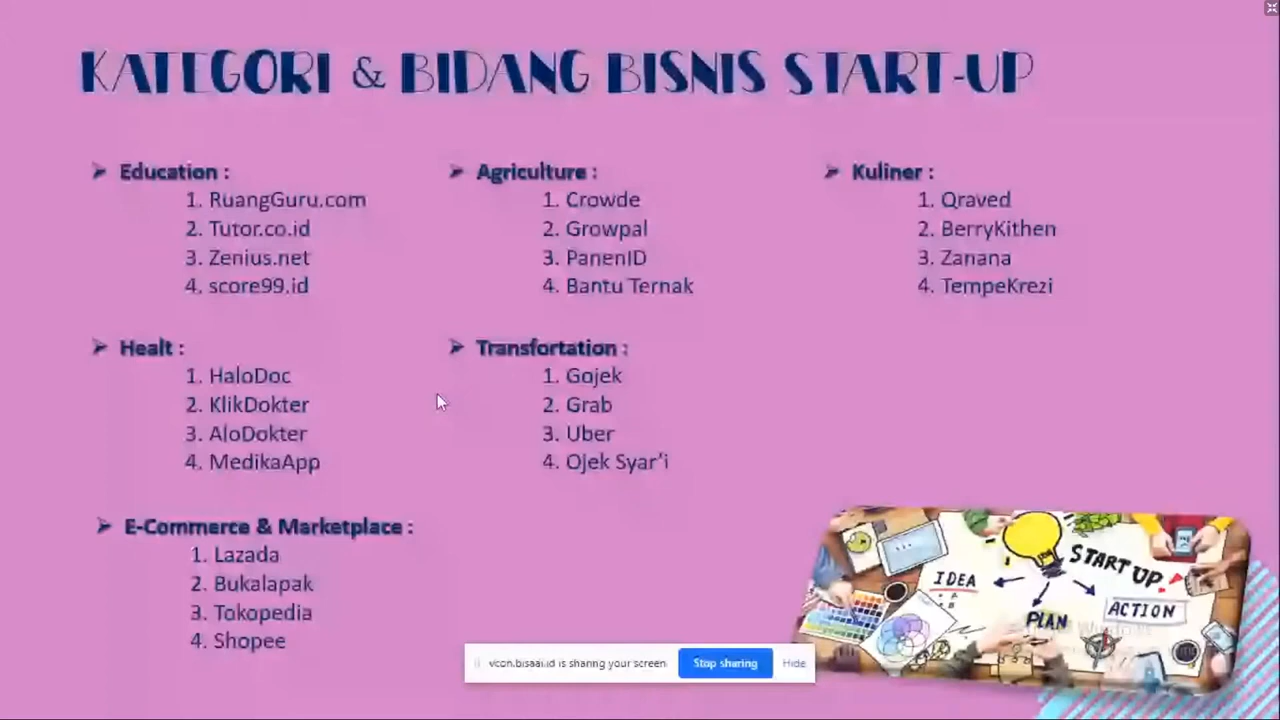 KATEGORI & BIDANG BISNIS START-UP
➤ Education :
1. RuangGuru.com
2. Tutor.co.id
3. Zenius.net
4. score99.id
➤ Agriculture :
1. Crowde
2. Growpal
3. PanenID
4. Bantu Ternak
➤ Kuliner :
1. Qraved
2. BerryKithen
3. Zanana
4. TempeKrezi
➤ Healt :
1. HaloDoc
2. KlikDokter
3. AloDokter
4. MedikaApp
➤ Transfortation :
1. Gojek
2. Grab
3. Uber
4. Ojek Syar'i
➤ E-Commerce & Marketplace :
1. Lazada
2. Bukalapak
3. Tokopedia
4. Shopee
START UP
IDEA
PLAN
ACTION
vcon.bisaai.id is sharing your screen
Stop sharing
Hide